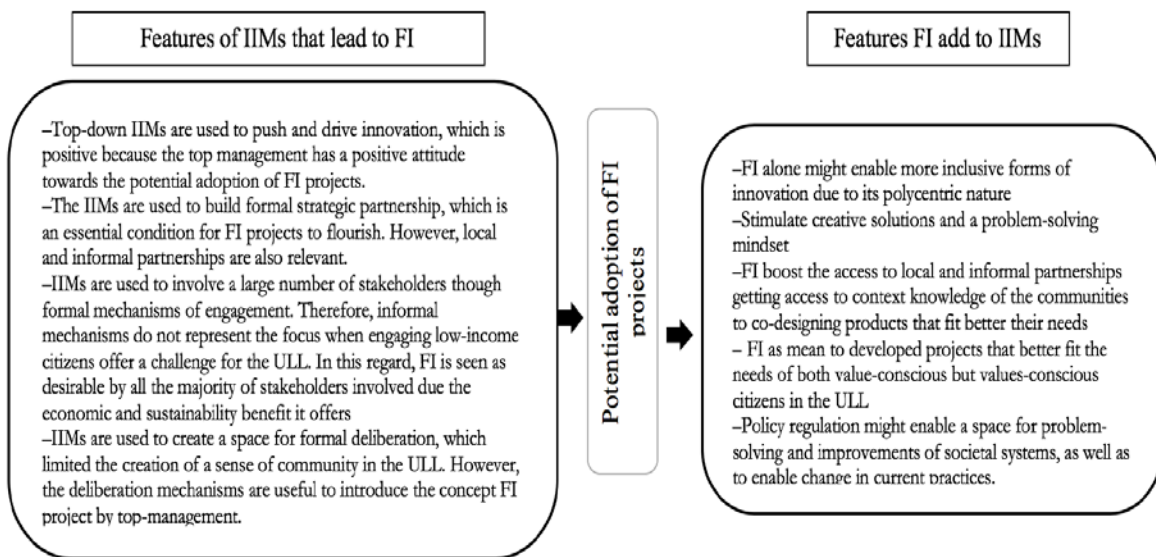 Features of IIMs that lead to FI
–Top-down IIMs are used to push and drive innovation, which is
positive because the top management has a positive attitude
towards the potential adoption of FI projects.
–The IIMs are used to build formal strategic partnership, which is
an essential condition for FI projects to flourish. However, local
and informal partnerships are also relevant.
–IIMs are used to involve a large number of stakeholders though
formal mechanisms of engagement. Therefore, informal
mechanisms do not represent the focus when engaging low-income
citizens offer a challenge for the ULL. In this regard, FI is seen as
desirable by all the majority of stakeholders involved due the
economic and sustainability benefit it offers
–IIMs are used to create a space for formal deliberation, which
limited the creation of a sense of community in the ULL. However,
the deliberation mechanisms are useful to introduce the concept FI
project by top-management.
Potential adoption of FI
projects
Features FI add to IIMs
–FI alone might enable more inclusive forms of
innovation due to its polycentric nature
–Stimulate creative solutions and a problem-solving
mindset
–FI boost the access to local and informal partnerships
getting access to context knowledge of the communities
to co-designing products that fit better their needs
– FI as mean to developed projects that better fit the
needs of both value-conscious but values-conscious
citizens in the ULL
–Policy regulation might enable a space for problem-
solving and improvements of societal systems, as well as
to enable change in current practices.